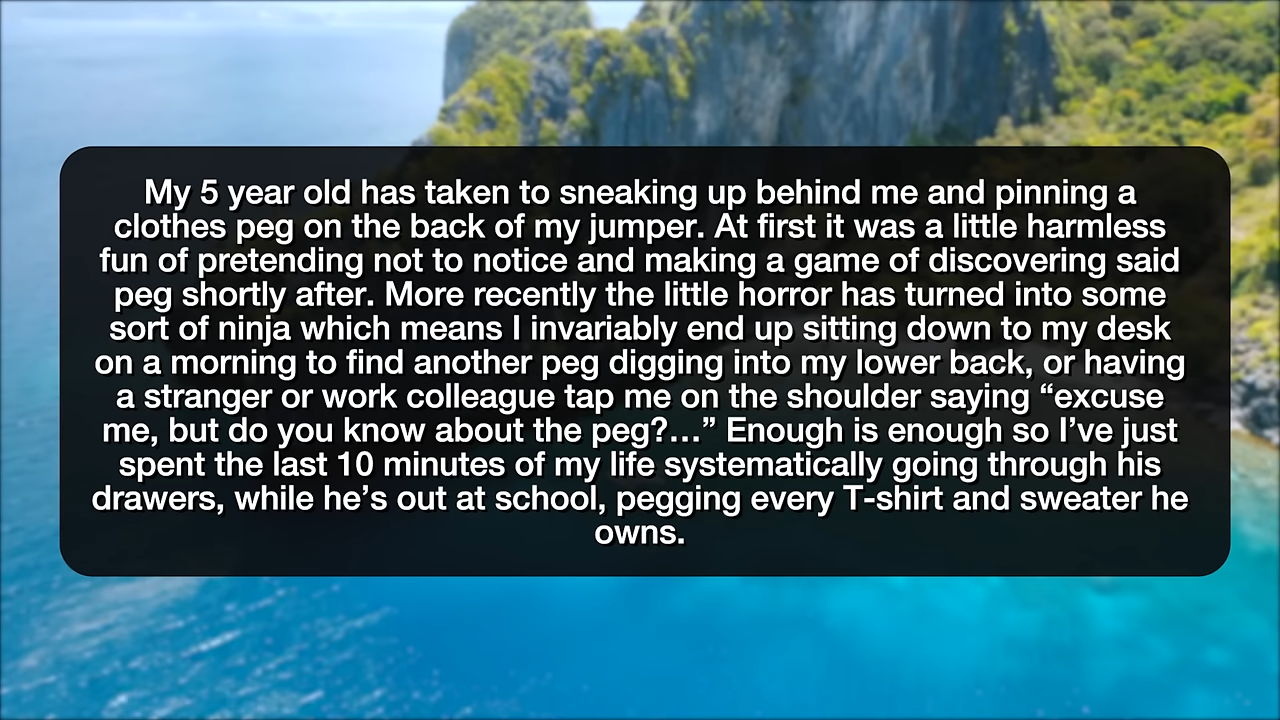 My 5 year old has taken to sneaking up behind me and pinning a
clothes peg on the back of my jumper. At first it was a little harmless
fun of pretending not to notice and making a game of discovering said
peg shortly after. More recently the little horror has turned into some
sort of ninja which means I invariably end up sitting down to my desk
on a morning to find another peg digging into my lower back, or having
a stranger or work colleague tap me on the shoulder saying “excuse
me, but do you know about the peg?…” Enough is enough so I’ve just
spent the last 10 minutes of my life systematically going through his
drawers, while he’s out at school, pegging every T-shirt and sweater he
owns.